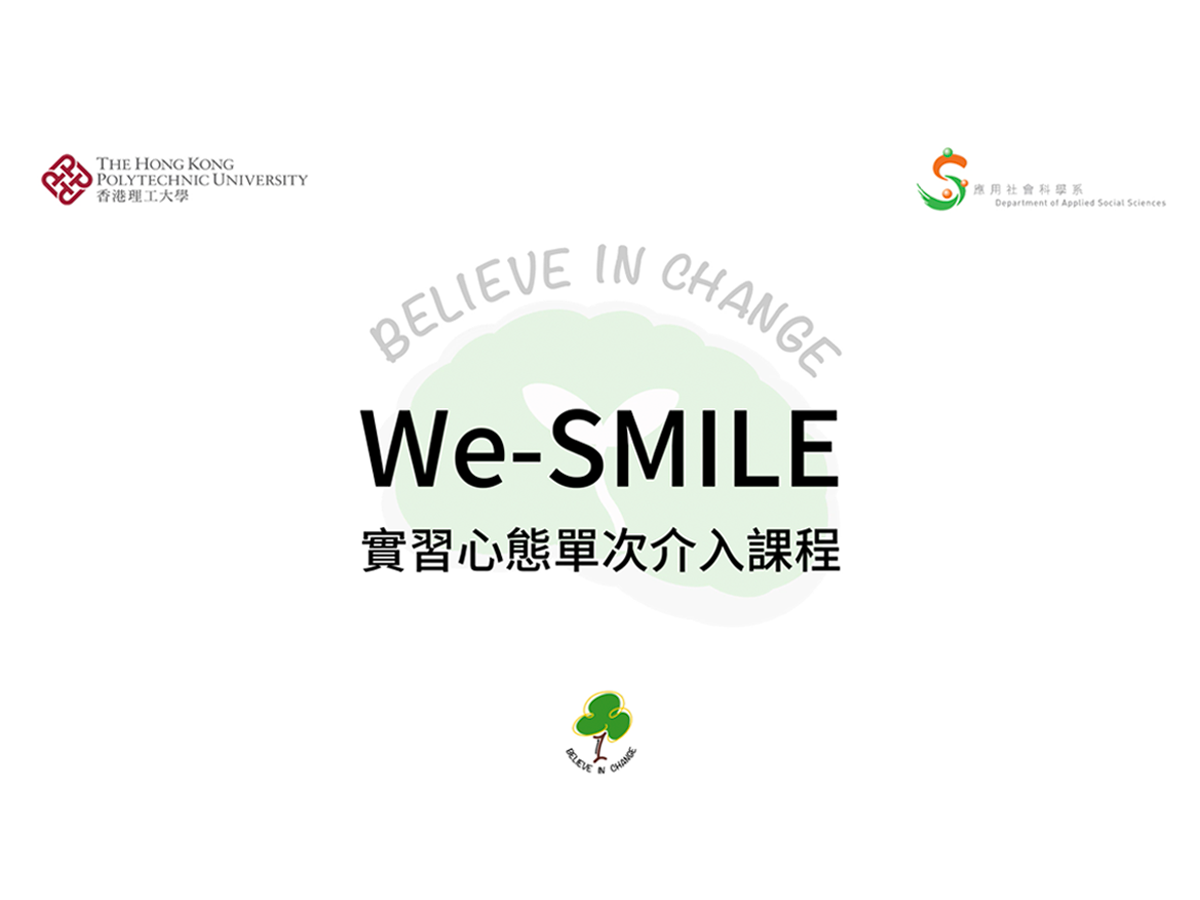 THE HONG KONG
POLYTECHNIC UNIVERSITY
香港理工大學
應用社會科學系
Department of Applied Social Sciences
BELIEVE IN CHANGE
We-SMILE
實習心態單次介入課程
BELIEVE IN CHANGE